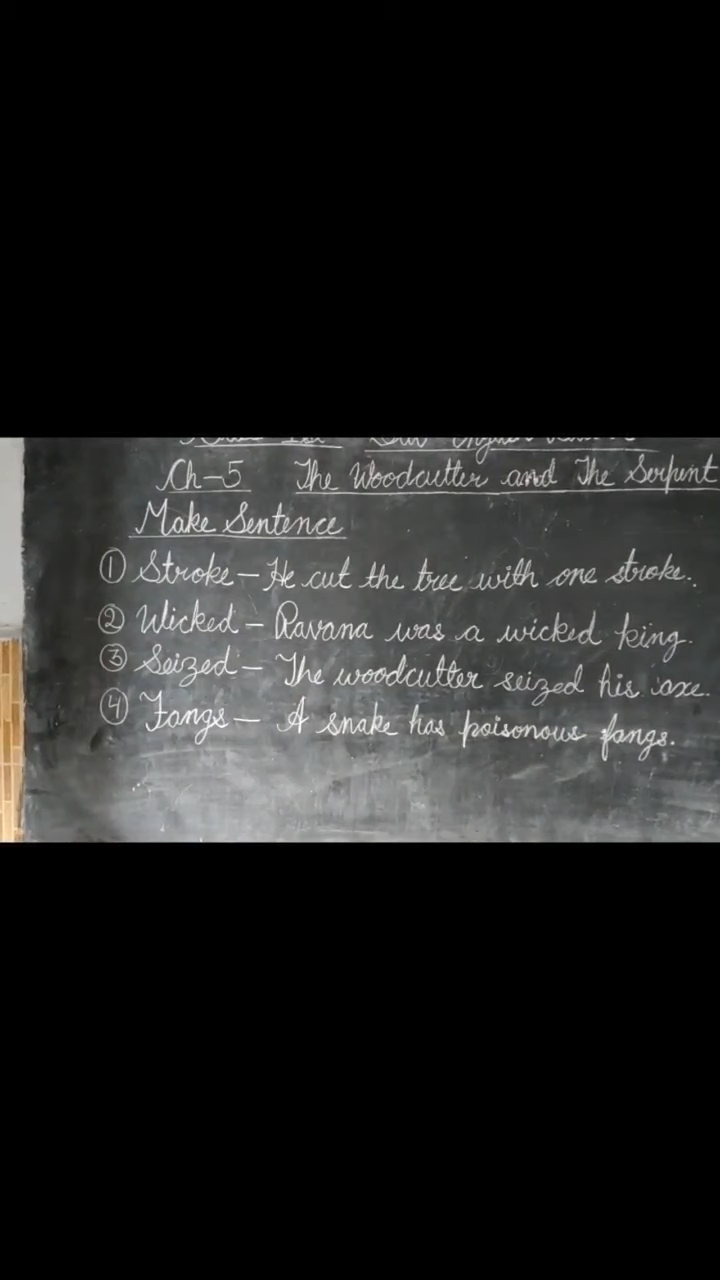 Ch-5 The Woodcutter and The Serpent
Make Sentence
① Stroke – He cut the tree with one stroke.
② Wicked – Ravana was a wicked king.
③ Seized – The woodcutter seized his axe.
④ Fangs – A snake has poisonous fangs.